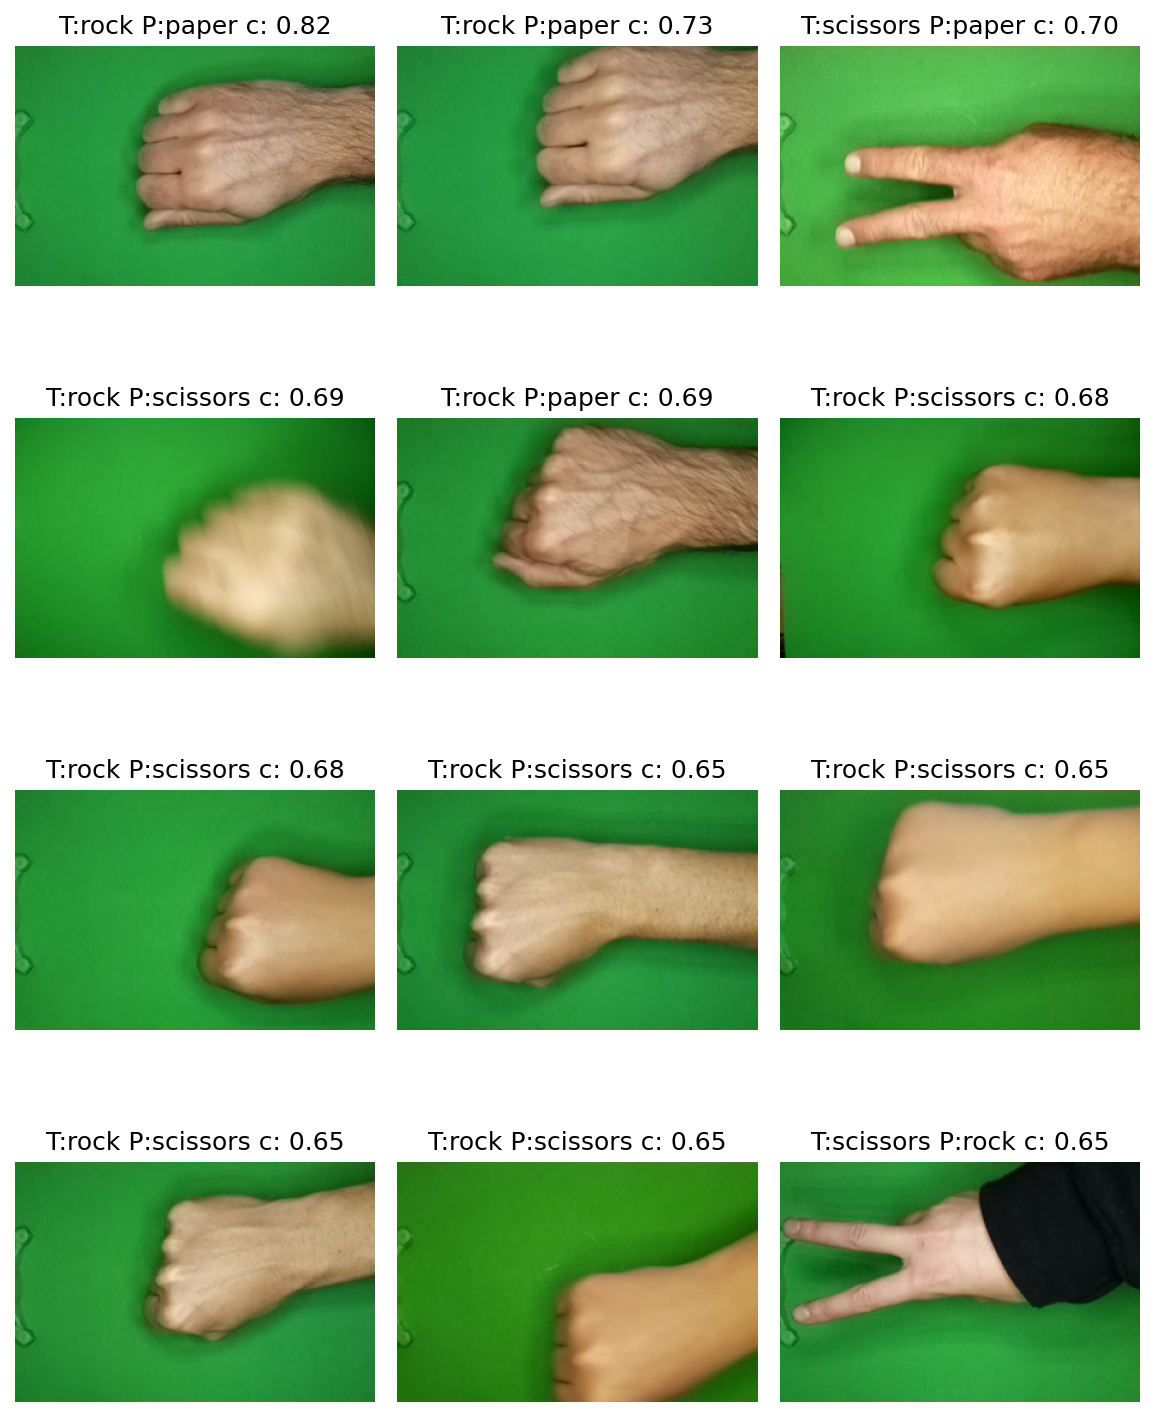 T:rock P:paper c: 0.82
T:rock P:paper c: 0.73
T:scissors P:paper c: 0.70
T:rock P:scissors c: 0.69
T:rock P:paper c: 0.69
T:rock P:scissors c: 0.68
T:rock P:scissors c: 0.68
T:rock P:scissors c: 0.65
T:rock P:scissors c: 0.65
T:rock P:scissors c: 0.65
T:rock P:scissors c: 0.65
T:scissors P:rock c: 0.65